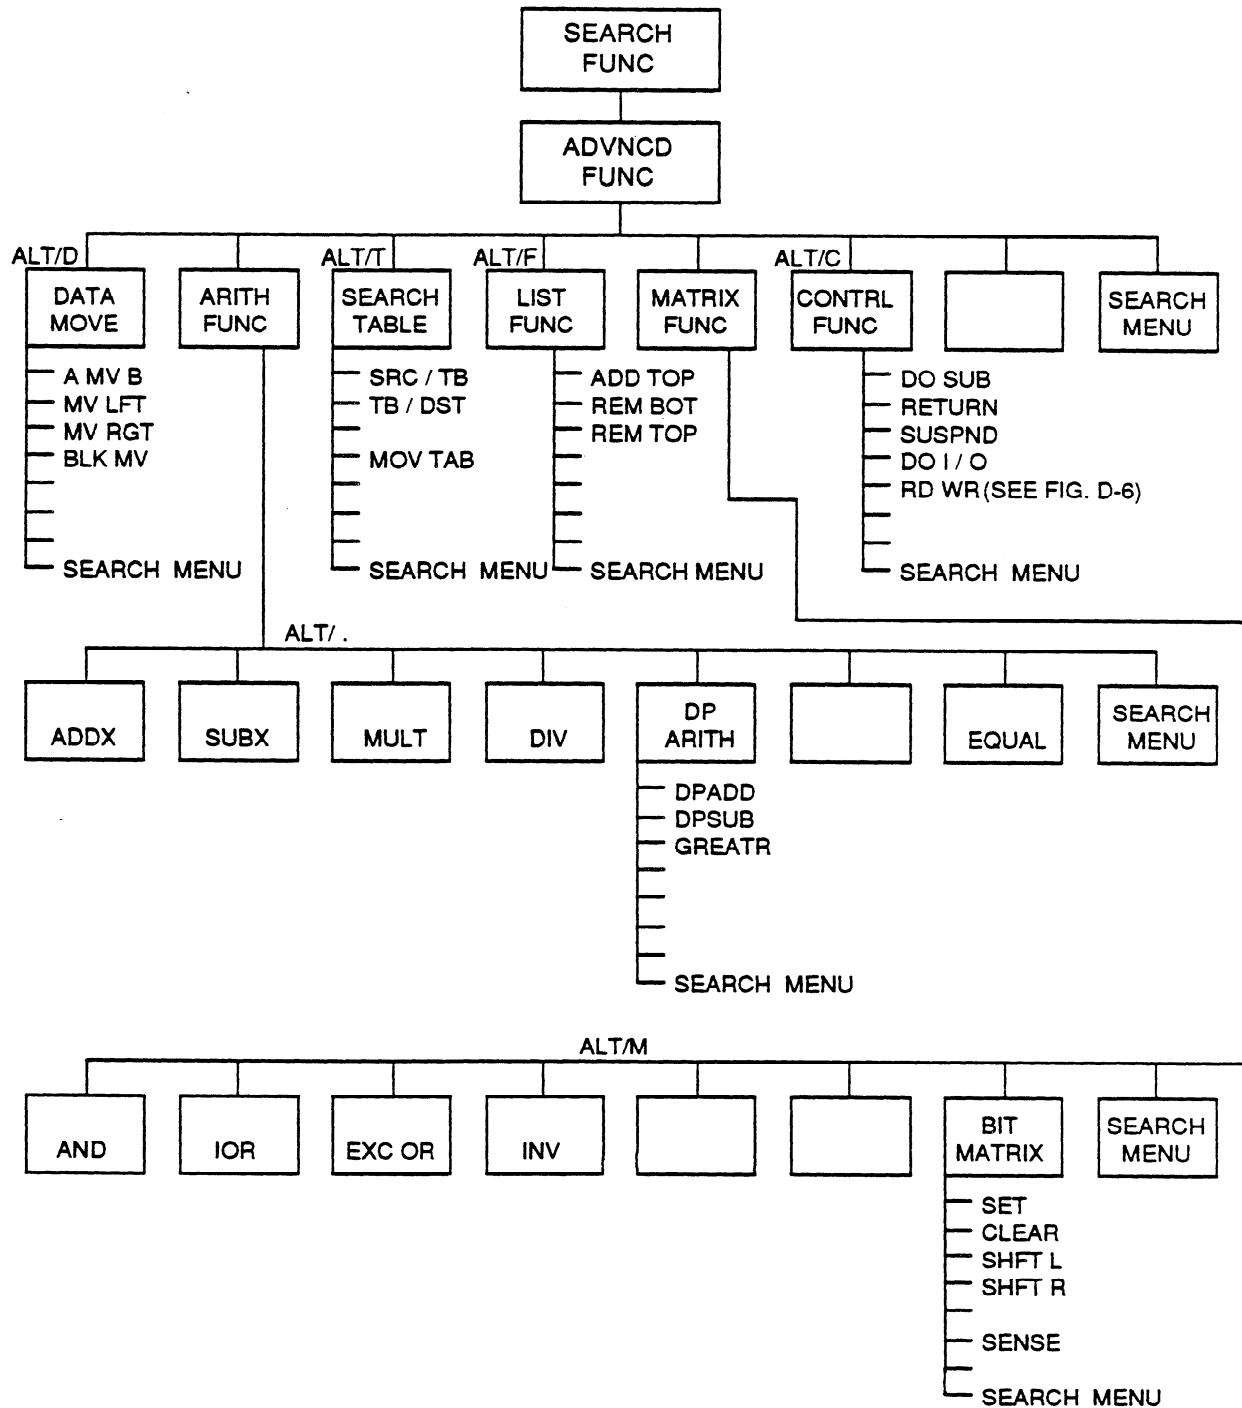 SEARCH
FUNC
ADVNCD
FUNC
ALT/D
ALT/T
ALT/F
ALT/C
DATA
MOVE
ARITH
FUNC
SEARCH
TABLE
LIST
FUNC
MATRIX
FUNC
CONTRL
FUNC
SEARCH
MENU
A MV B
MV LFT
MV RGT
BLK MV
SEARCH MENU
SRC / TB
TB / DST
MOV TAB
SEARCH MENU
ADD TOP
REM BOT
REM TOP
SEARCH MENU
DO SUB
RETURN
SUSPND
DO I / O
RD WR (SEE FIG. D-6)
SEARCH MENU
ALT/ .
ADDX
SUBX
MULT
DIV
DP
ARITH
EQUAL
SEARCH
MENU
DPADD
DPSUB
GREATR
SEARCH MENU
ALT/M
AND
IOR
EXC OR
INV
BIT
MATRIX
SEARCH
MENU
SET
CLEAR
SHFT L
SHFT R
SENSE
SEARCH MENU